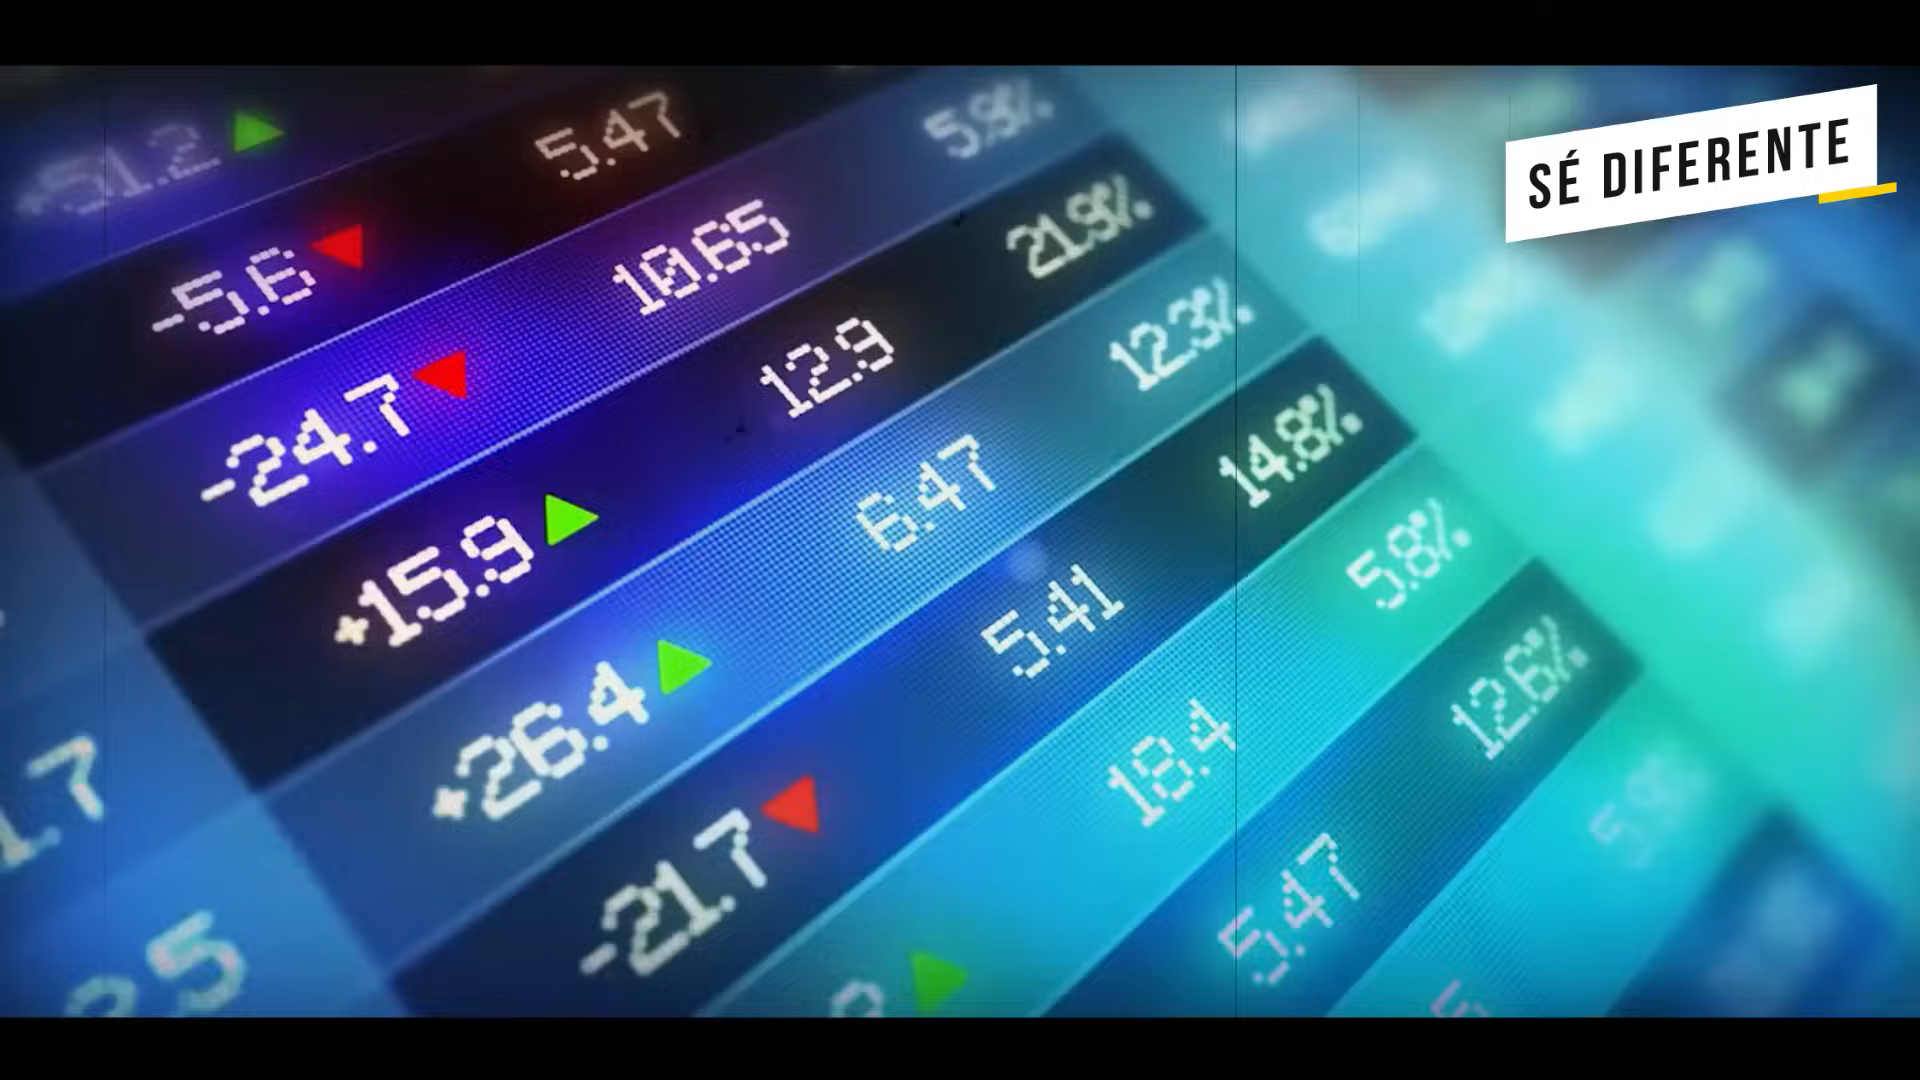 SÉ DIFERENTE
+51.2
-5.6 5.47 5.9%
-24.7 10.65 21.9%
+15.9 12.9 12.3%
+26.4 6.47 14.8%
-21.7 5.41 5.8%
18.4 12.6%
5.47